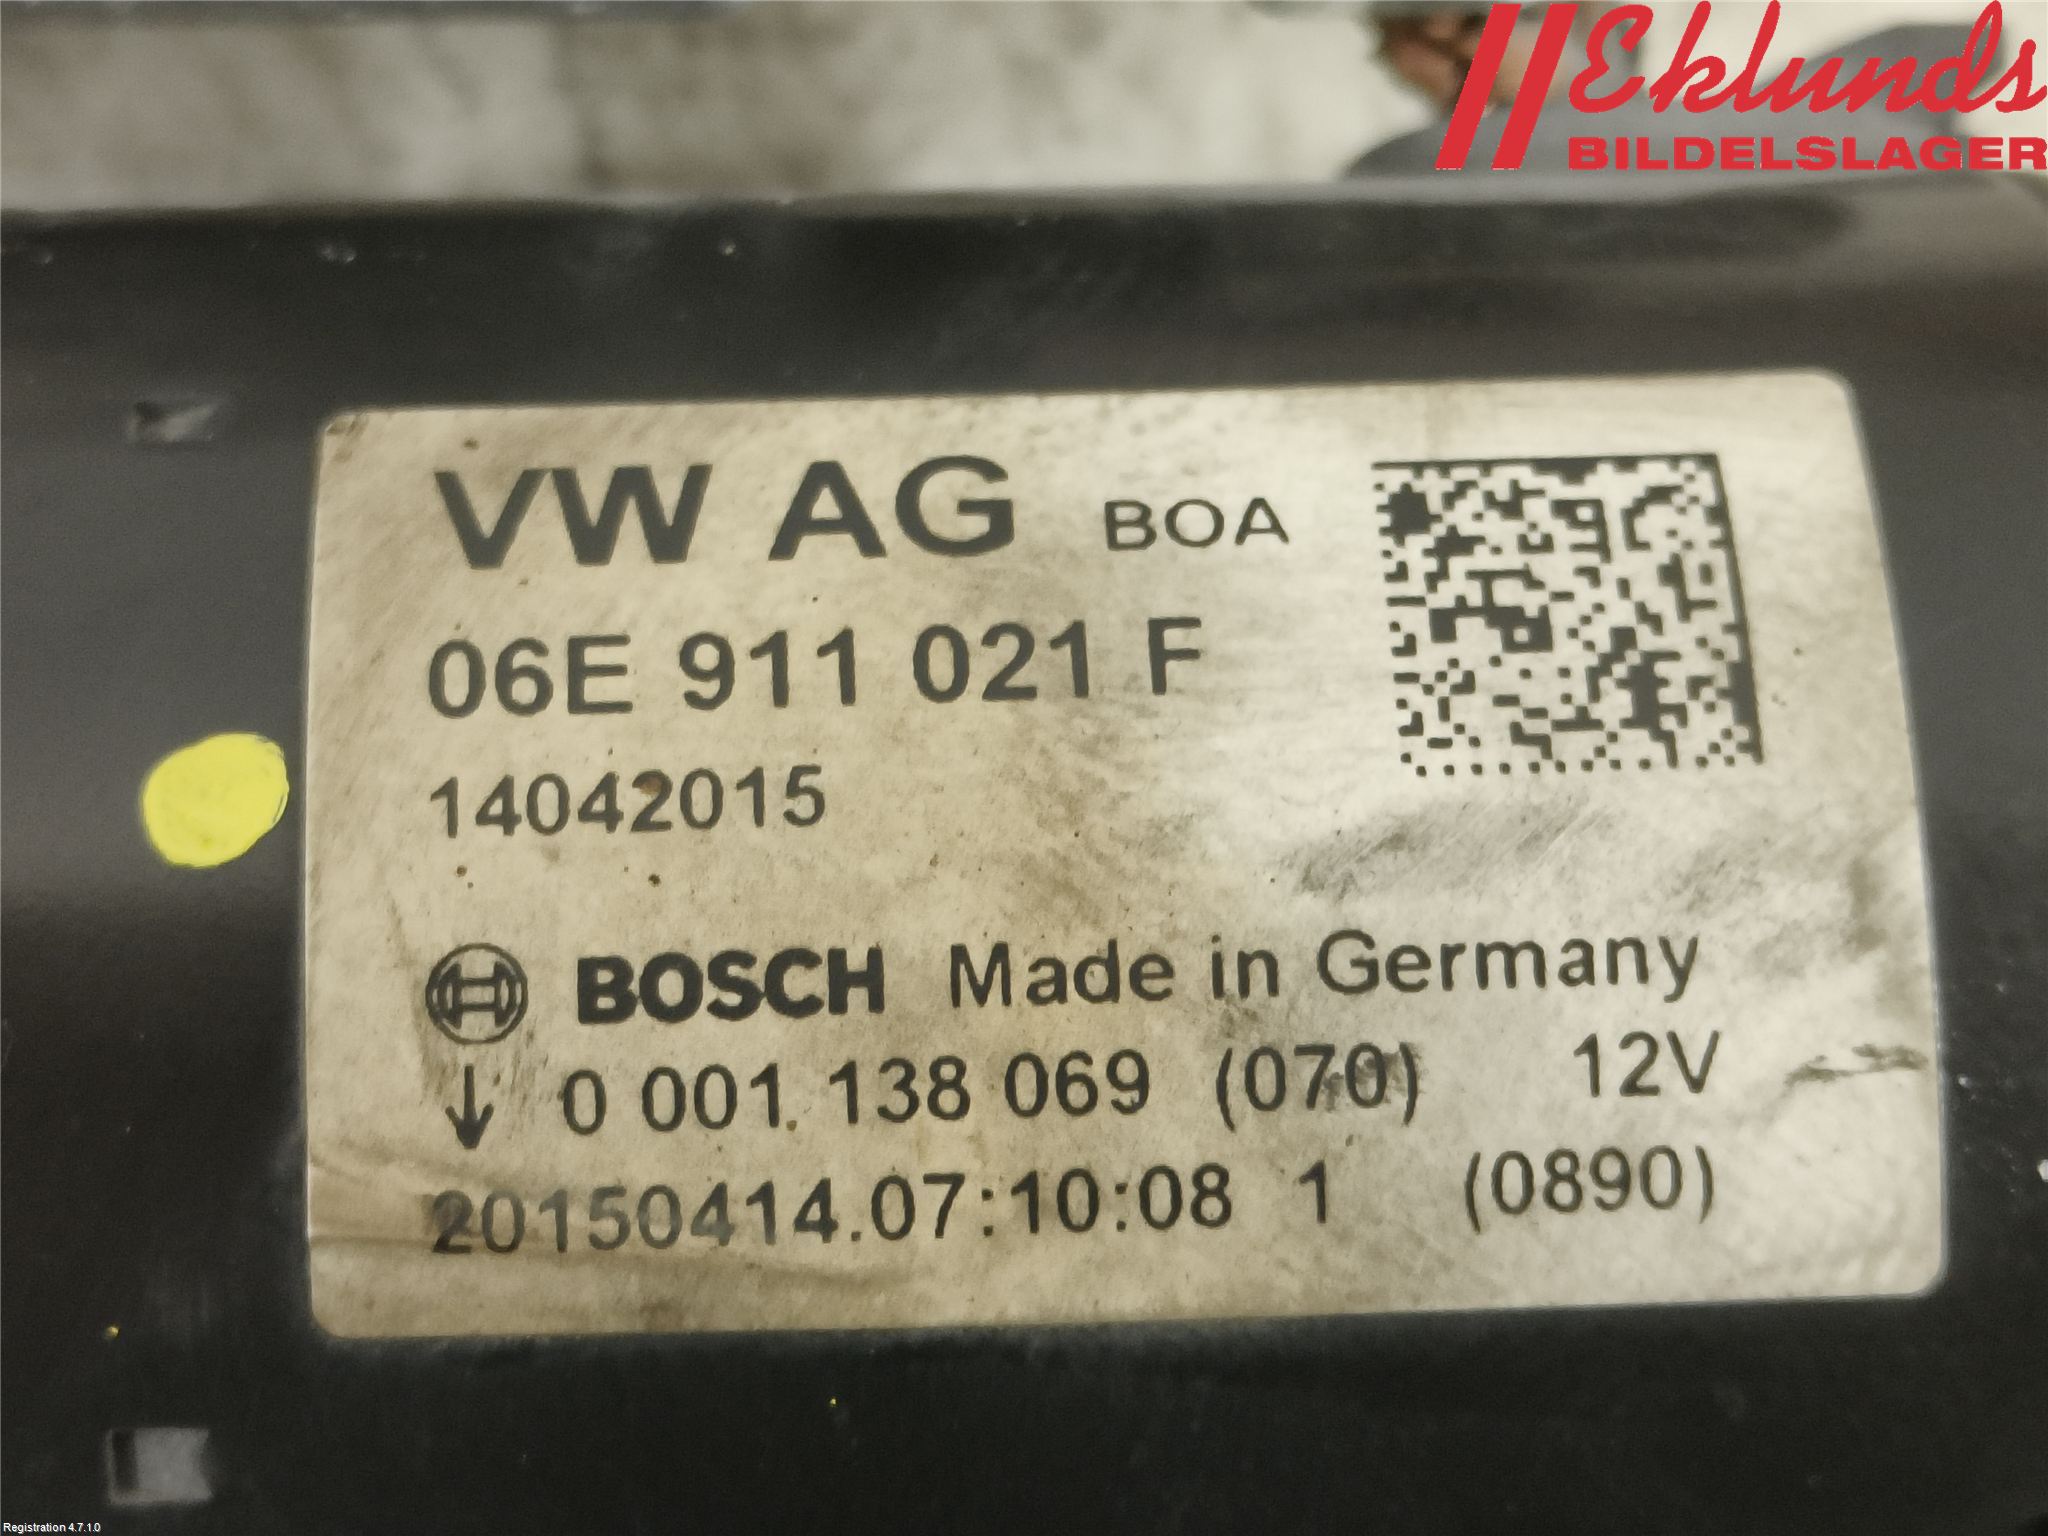 Eklunds
BILDELSLAGER
VW AG BOA
06E 911 021 F
14042015
BOSCH Made in Germany
↓ 0 001 138 069 (070) 12V
20150414.07:10:08 1 (0890)
Registration 4.7.1.0